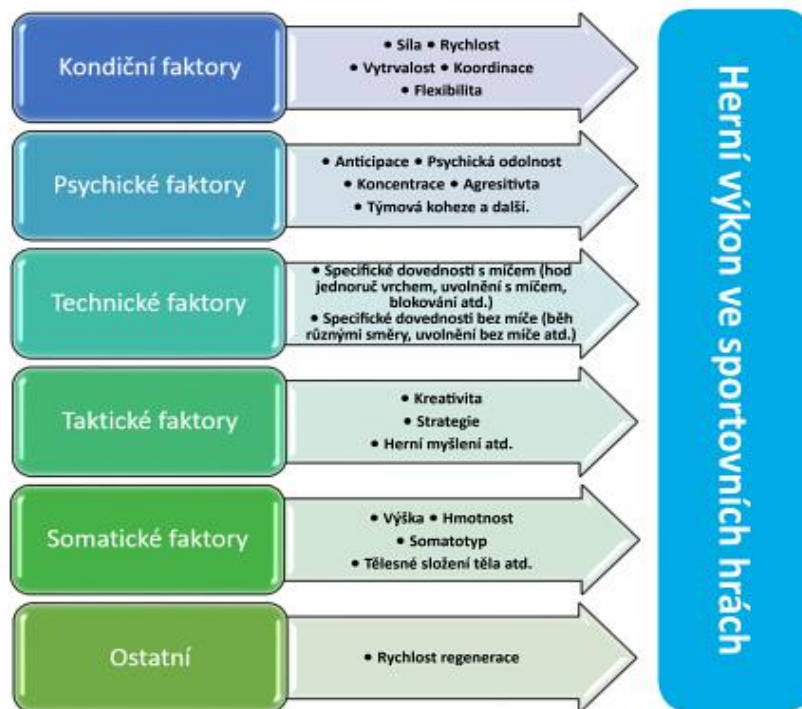 Kondiční faktory
• Síla • Rychlost
• Vytrvalost • Koordinace
• Flexibilita
Psychické faktory
• Anticipace • Psychická odolnost
• Koncentrace • Agresitivta
• Týmová koheze a další.
Technické faktory
• Specifické dovednosti s míčem (hod
jednoruč vrchem, uvolnění s míčem,
blokování atd.)
• Specifické dovednosti bez míče (běh
různými směry, uvolnění bez míče atd.)
Taktické faktory
• Kreativita
• Strategie
• Herní myšlení atd.
Somatické faktory
• Výška • Hmotnost
• Somatotyp
• Tělesné složení těla atd.
Ostatní
• Rychlost regenerace
Herní výkon ve sportovních hrách